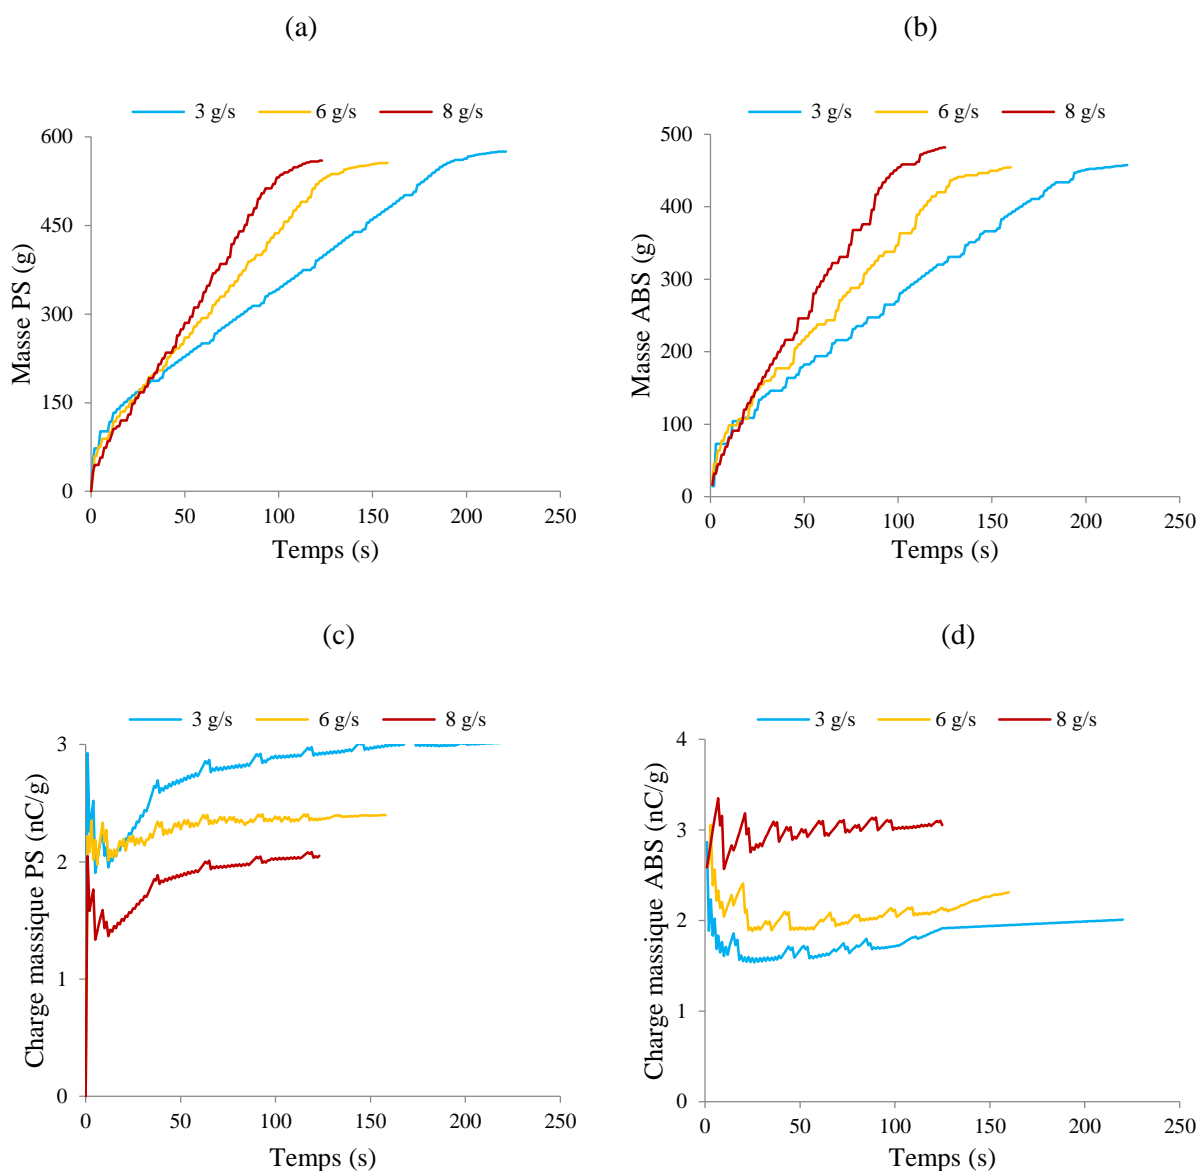 (a)
3 g/s 6 g/s 8 g/s
600
450
300
150
0
Masse PS (g)
0 50 100 150 200 250
Temps (s)
(b)
3 g/s 6 g/s 8 g/s
500
400
300
200
100
0
Masse ABS (g)
0 50 100 150 200 250
Temps (s)
(c)
3 g/s 6 g/s 8 g/s
3
2
1
0
Charge massique PS (nC/g)
0 50 100 150 200 250
Temps (s)
(d)
3 g/s 6 g/s 8 g/s
4
3
2
1
0
Charge massique ABS (nC/g)
0 50 100 150 200 250
Temps (s)